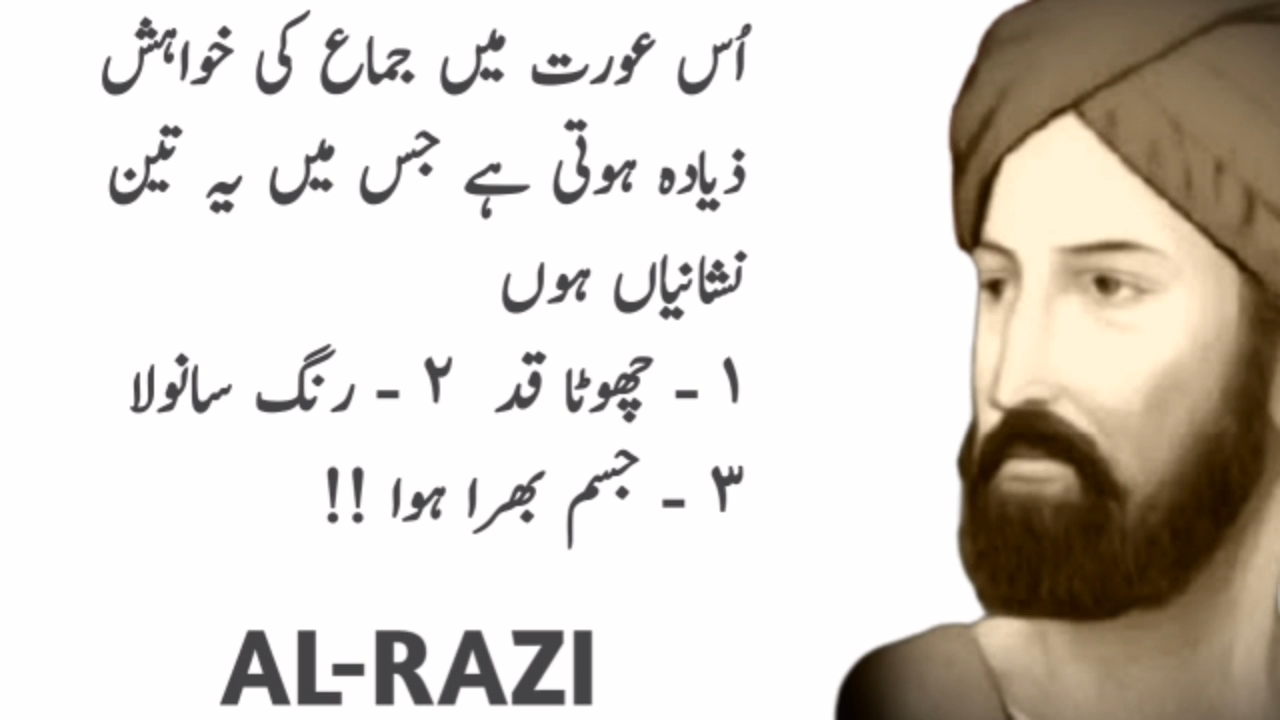 اُس عورت میں جماع کی خواہش
ذیادہ ہوتی ہے جس میں یہ تین
نشانیاں ہوں
۱ - چھوٹا قد ۲ - رنگ سانولا
۳ - جسم بھرا ہوا !!
AL-RAZI